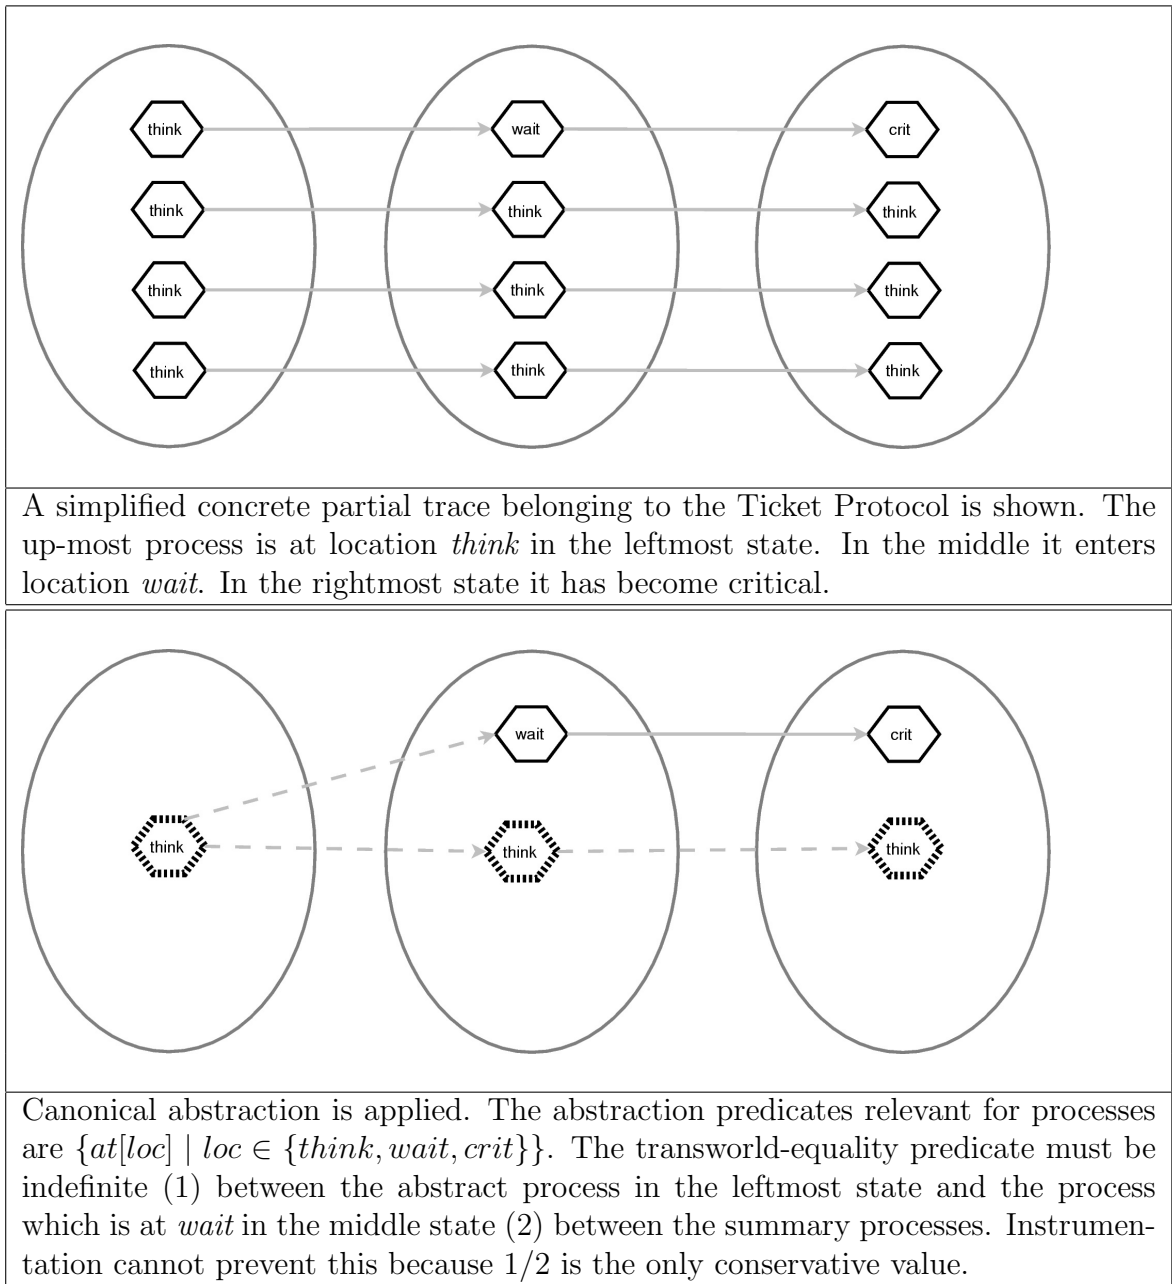 think wait crit
think think think
think think think
think think think
A simplified concrete partial trace belonging to the Ticket Protocol is shown. The
up-most process is at location think in the leftmost state. In the middle it enters
location wait. In the rightmost state it has become critical.
wait crit
think think think
Canonical abstraction is applied. The abstraction predicates relevant for processes
are {at[loc] | loc ∈ {think, wait, crit}}. The transworld-equality predicate must be
indefinite (1) between the abstract process in the leftmost state and the process
which is at wait in the middle state (2) between the summary processes. Instrumen-
tation cannot prevent this because 1/2 is the only conservative value.